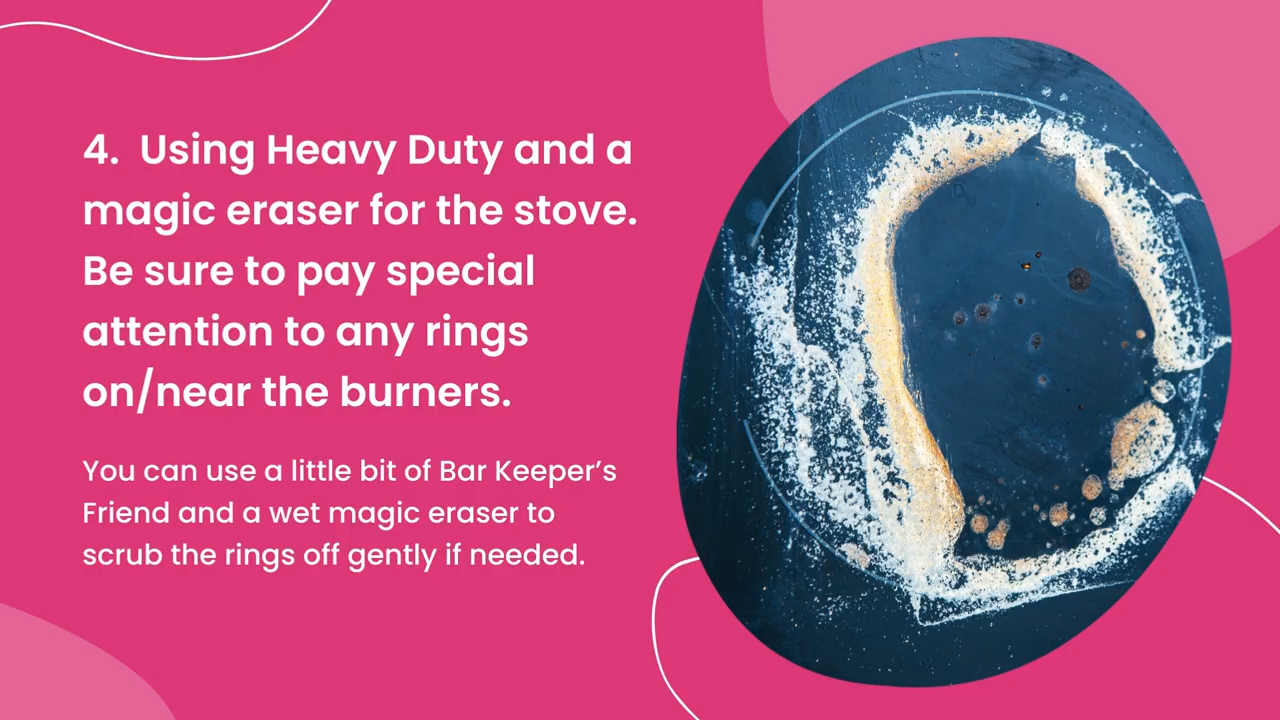 4.  Using Heavy Duty and a
magic eraser for the stove.
Be sure to pay special
attention to any rings
on/near the burners.
You can use a little bit of Bar Keeper’s
Friend and a wet magic eraser to
scrub the rings off gently if needed.